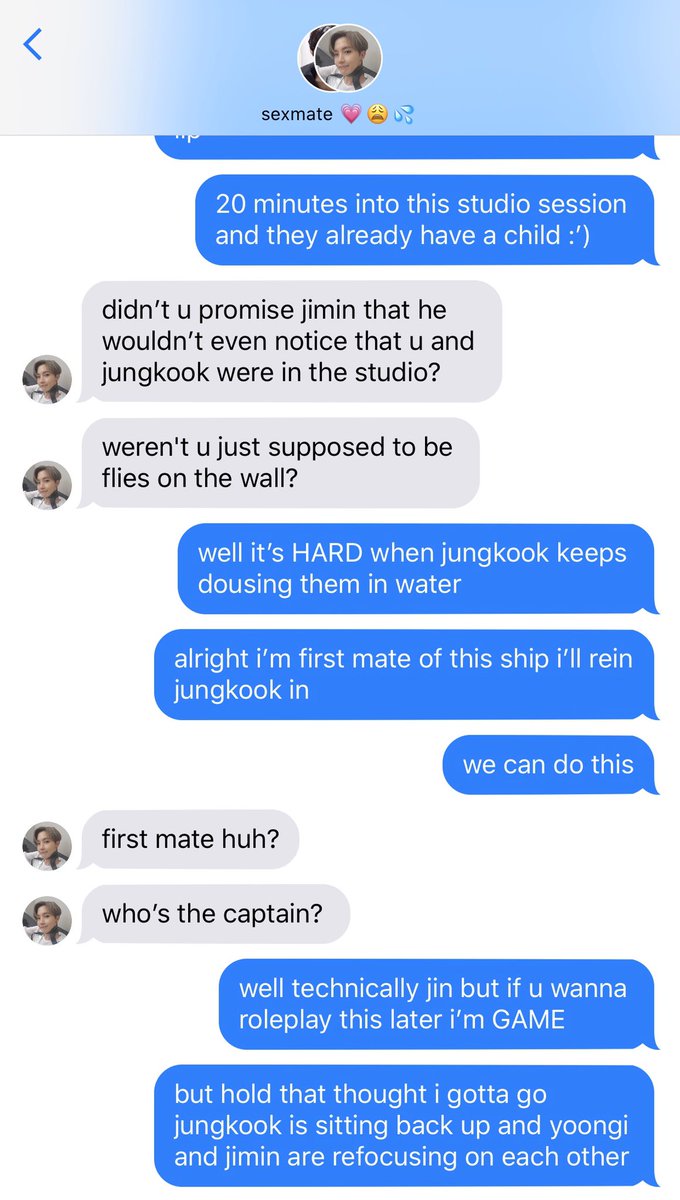 sexmate 💗😩💦
20 minutes into this studio session
and they already have a child :’)
didn’t u promise jimin that he
wouldn’t even notice that u and
jungkook were in the studio?
weren't u just supposed to be
flies on the wall?
well it’s HARD when jungkook keeps
dousing them in water
alright i’m first mate of this ship i’ll rein
jungkook in
we can do this
first mate huh?
who’s the captain?
well technically jin but if u wanna
roleplay this later i’m GAME
but hold that thought i gotta go
jungkook is sitting back up and yoongi
and jimin are refocusing on each other